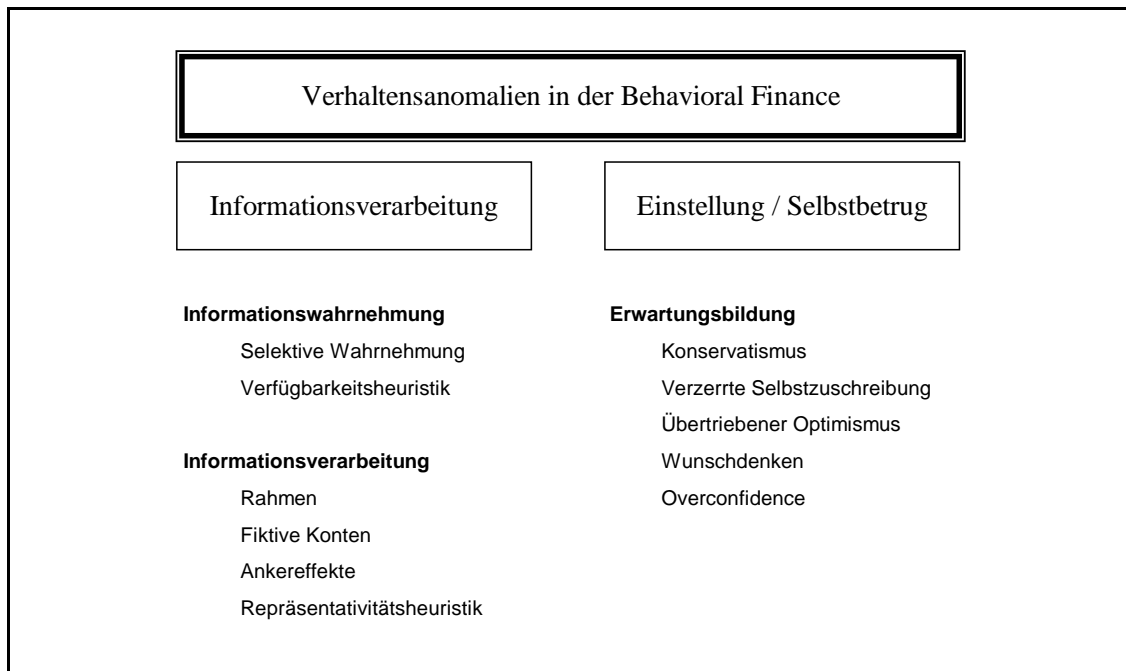 Verhaltensanomalien in der Behavioral Finance
Informationsverarbeitung
Einstellung / Selbstbetrug
Informationswahrnehmung
Selektive Wahrnehmung
Verfügbarkeitsheuristik
Informationsverarbeitung
Rahmen
Fiktive Konten
Ankereffekte
Repräsentativitätsheuristik
Erwartungsbildung
Konservatismus
Verzerrte Selbstzuschreibung
Übertriebener Optimismus
Wunschdenken
Overconfidence